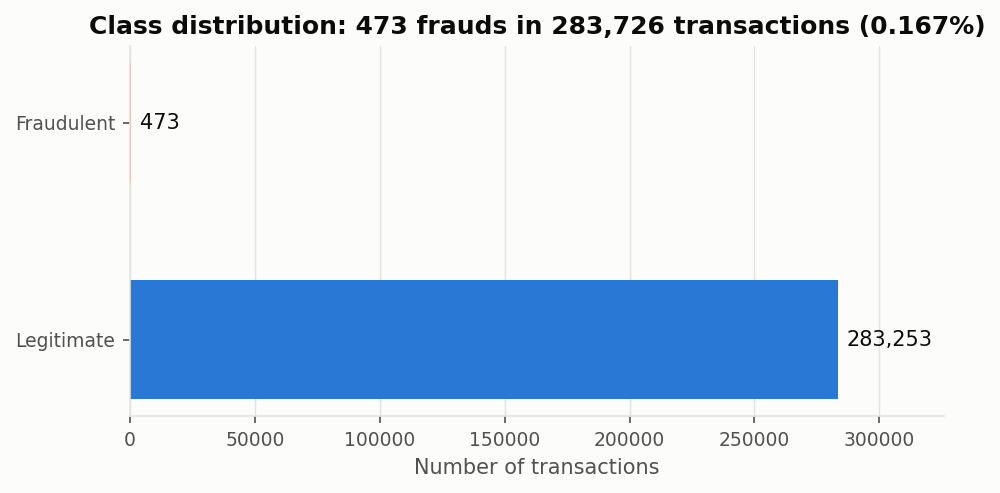 Class distribution: 473 frauds in 283,726 transactions (0.167%)
Fraudulent
473
Legitimate
283,253
0 50000 100000 150000 200000 250000 300000
Number of transactions